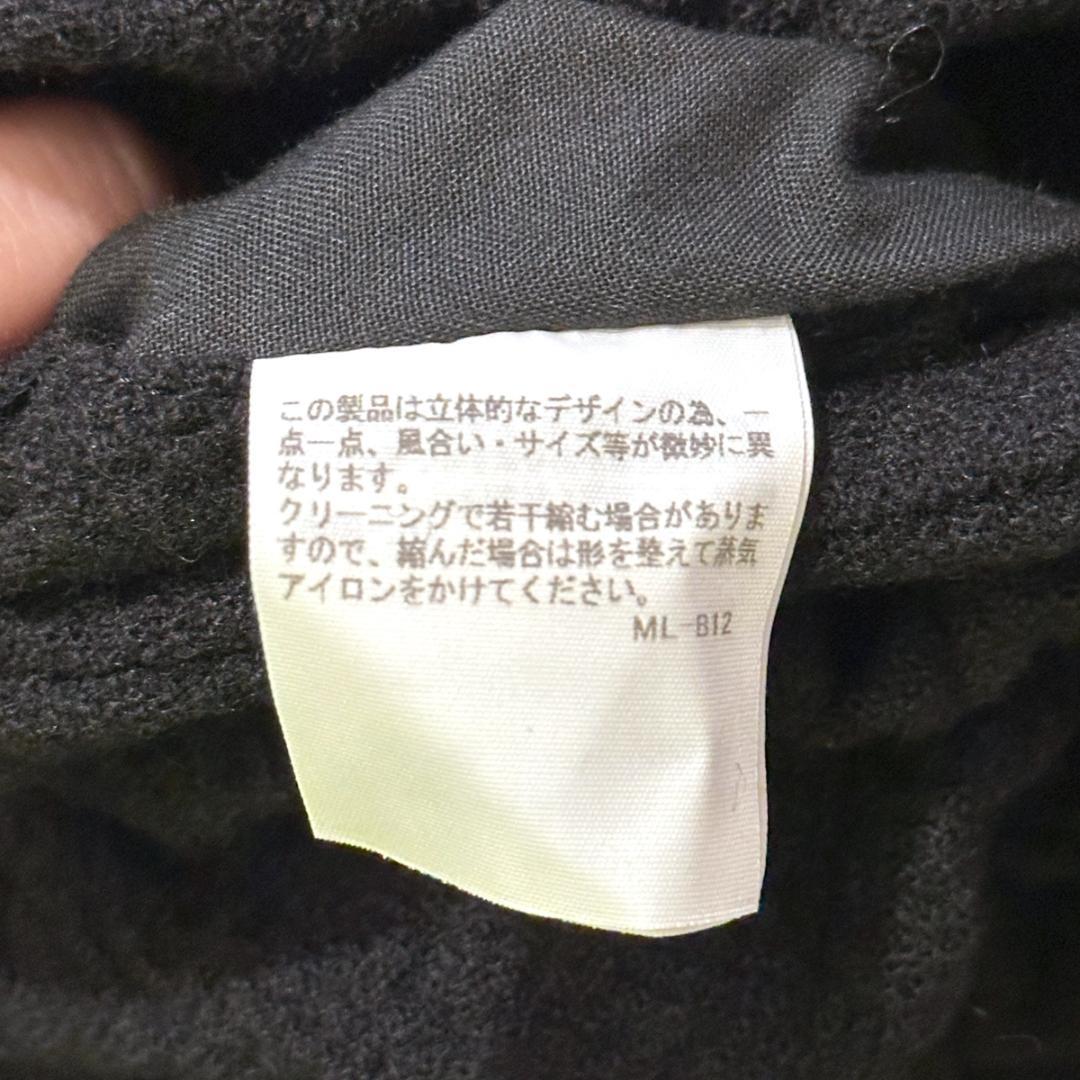 この製品は立体的なデザインの為、一
点一点、風合い・サイズ等が微妙に異
なります。
クリーニングで若干縮む場合がありま
すので、縮んだ場合は形を整えて蒸気
アイロンをかけてください。
ML-B12